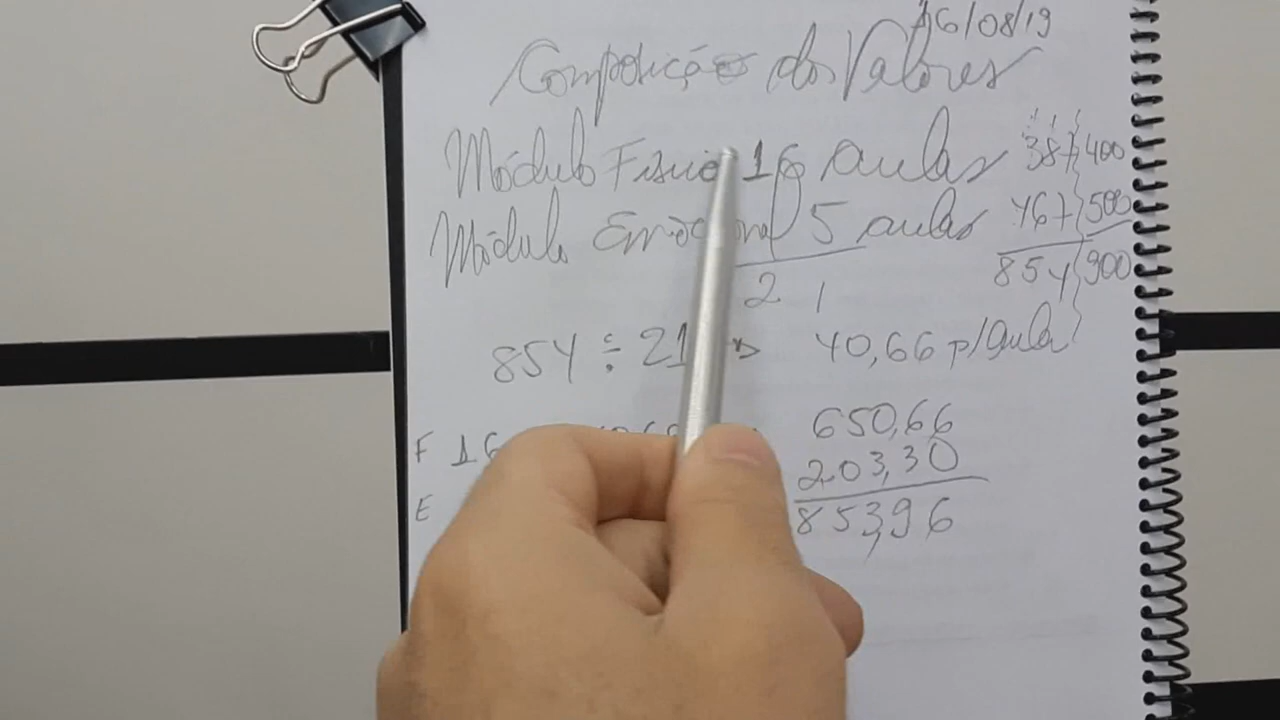 16/08/19
Composição dos Valores
Módulo Fisico 16 aulas 387 400
Módulo Emocional 5 aulas 467 500
21 854 900
854 ÷ 21 40,66 p/aula
F 16 650,66
E 203,30
853,96